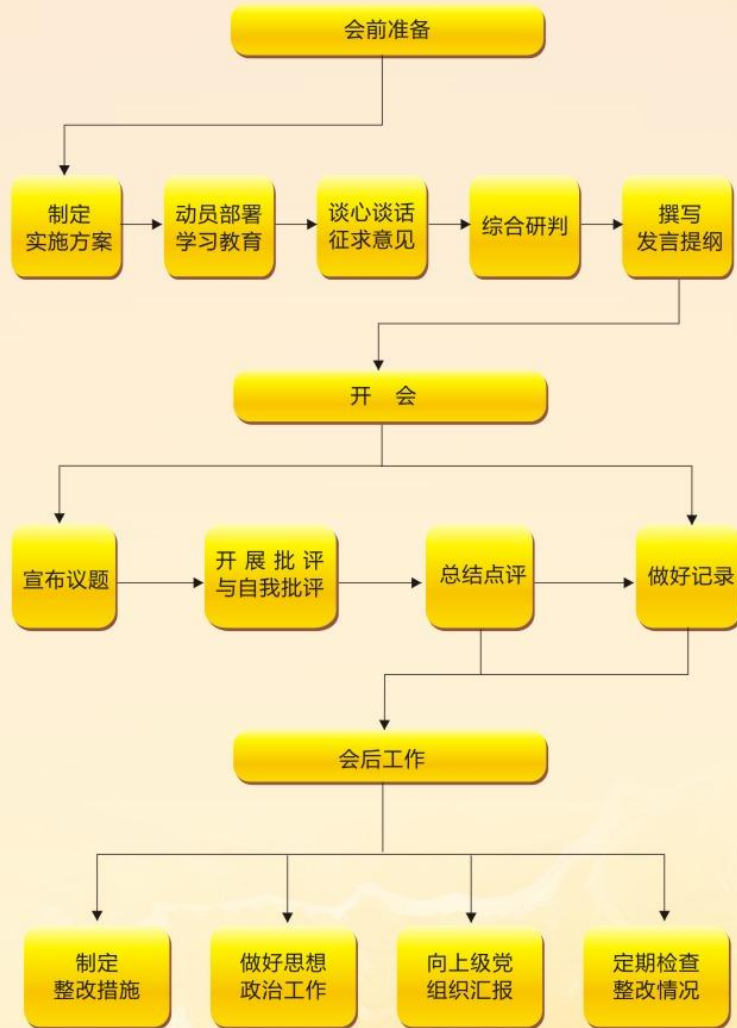 会前准备
制定
实施方案
动员部署
学习教育
谈心谈话
征求意见
综合研判
撰写
发言提纲
开 会
宣布议题
开展批评
与自我批评
总结点评
做好记录
会后工作
制定
整改措施
做好思想
政治工作
向上级党
组织汇报
定期检查
整改情况